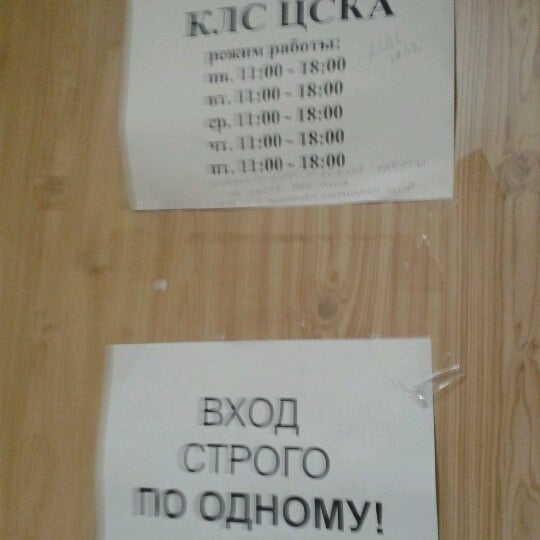 КЛС ЦСКА
режим работы:
пн. 11:00 - 18:00
вт. 11:00 - 18:00
ср. 11:00 - 18:00
чт. 11:00 - 18:00
пт. 11:00 - 18:00
РАБОТЫ
ВХОД
СТРОГО
ПО ОДНОМУ!